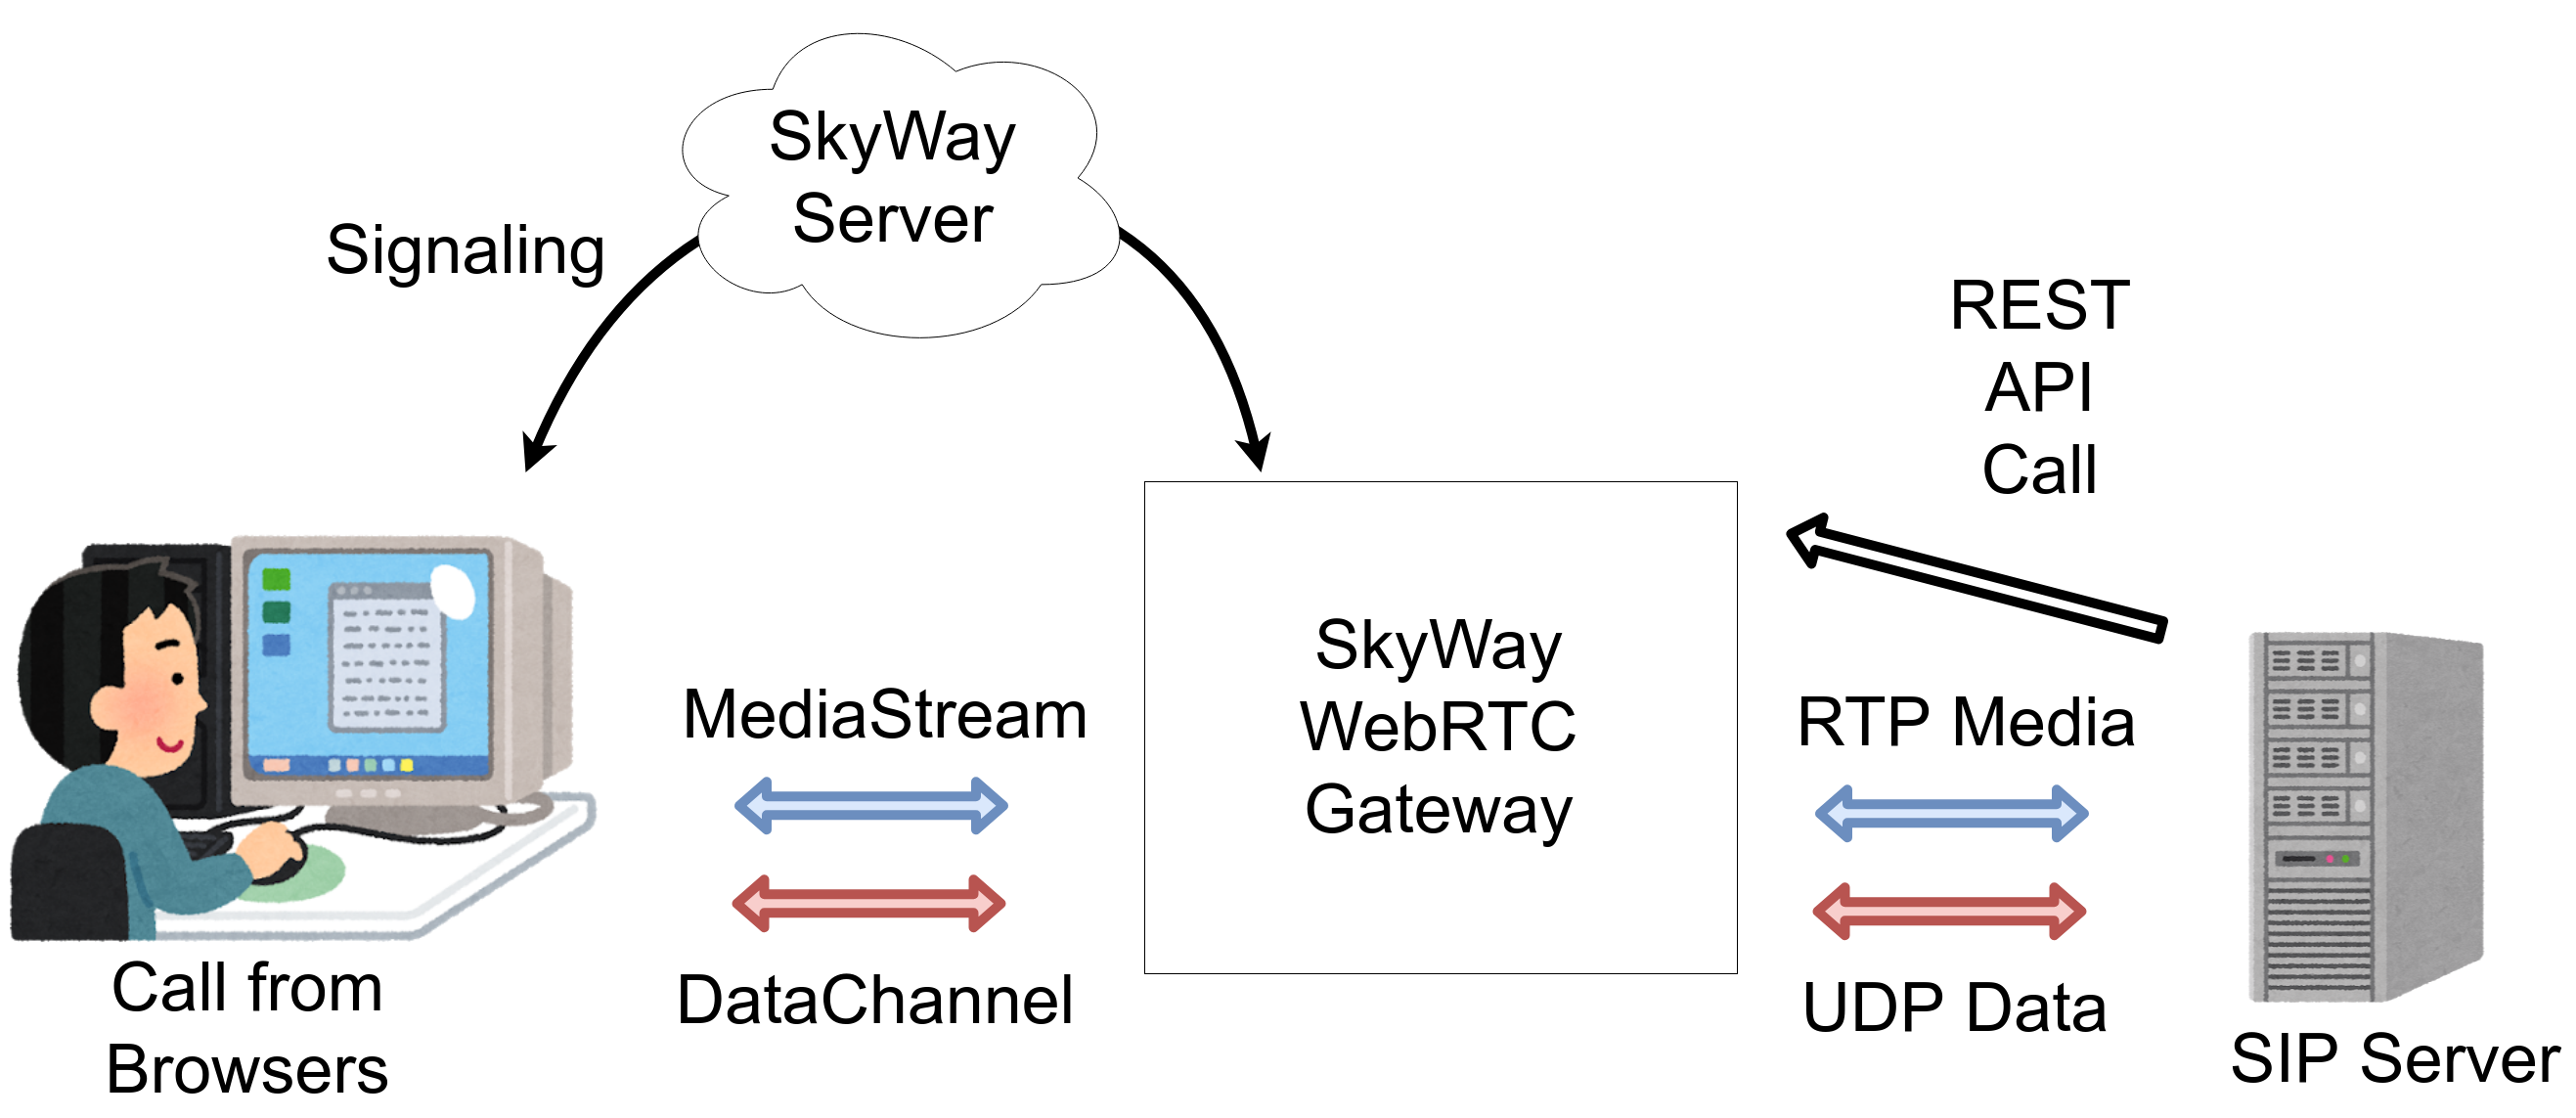 SkyWay
Server
Signaling
REST
API
Call
SkyWay
WebRTC
Gateway
MediaStream
DataChannel
RTP Media
UDP Data
Call from
Browsers
SIP Server